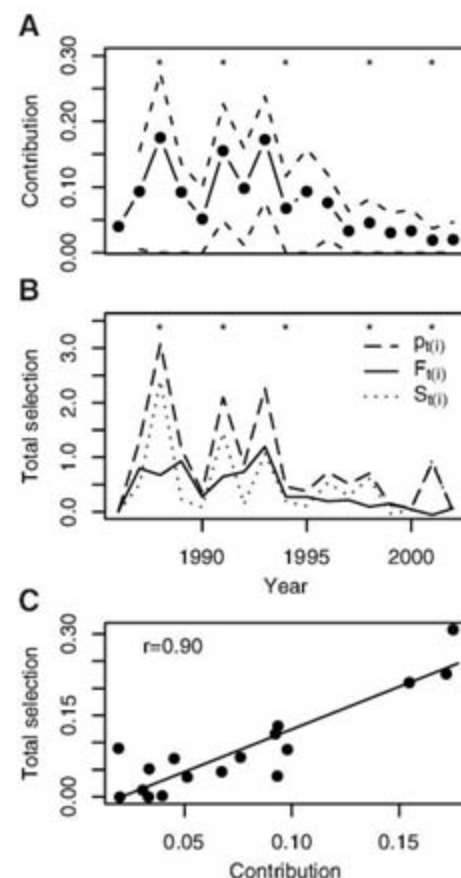 A
Contribution
0.30
0.20
0.10
0.00
* * * * *
B
Total selection
3.0
2.0
1.0
0.0
* * * * *
pt(i)
Ft(i)
St(i)
1990 1995 2000
Year
C
Total selection
0.30
0.15
0.00
r=0.90
0.05 0.10 0.15
Contribution